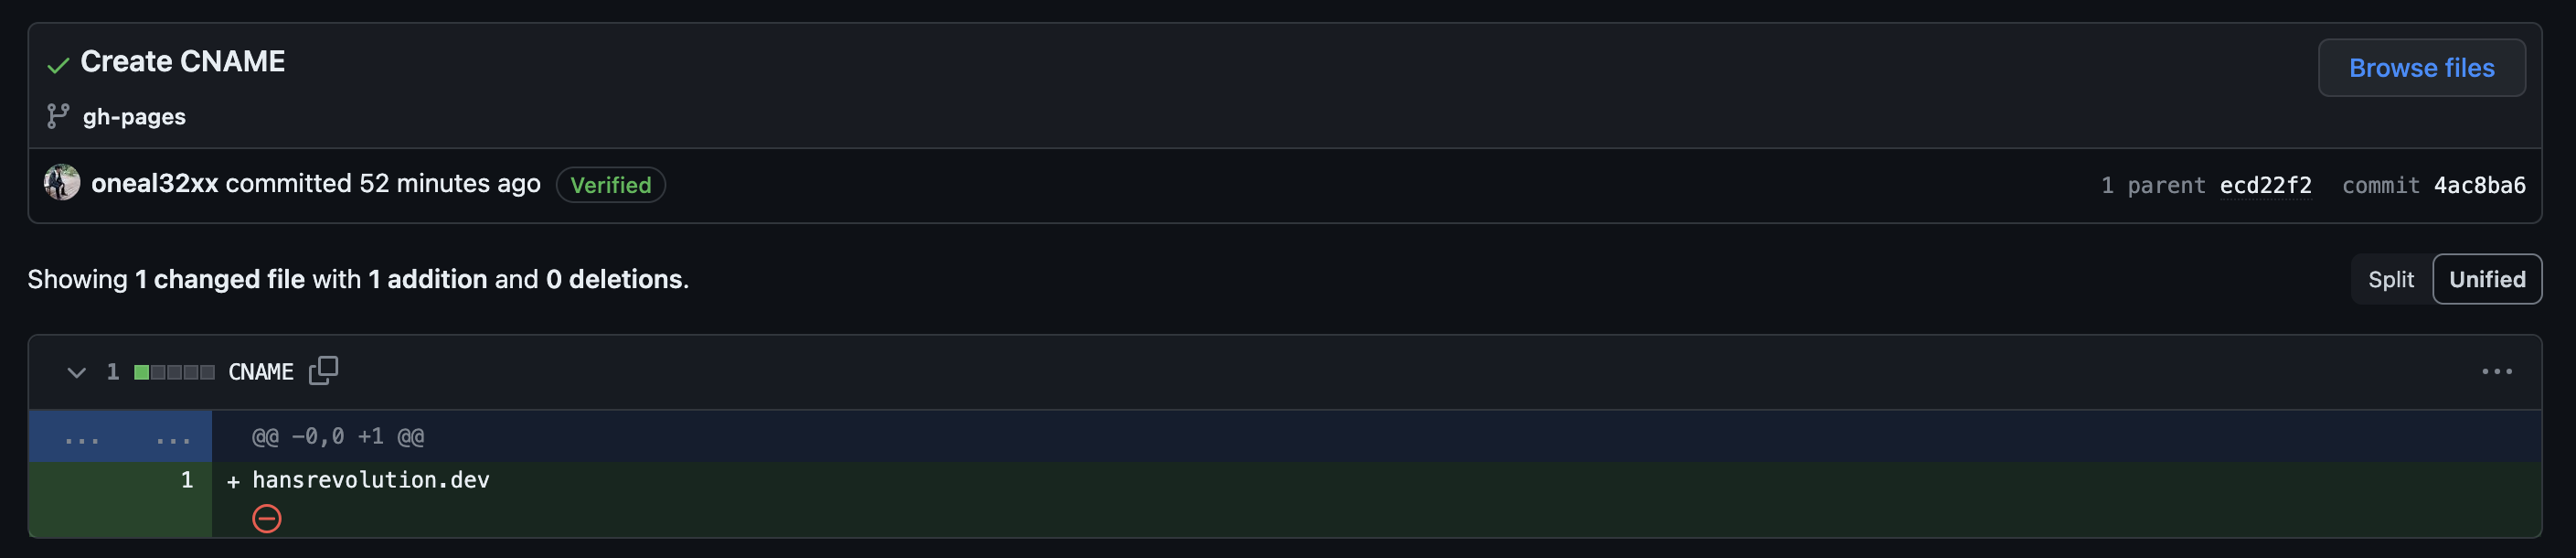 Create CNAME
Browse files
gh-pages
oneal32xx committed 52 minutes ago Verified
1 parent ecd22f2 commit 4ac8ba6
Showing 1 changed file with 1 addition and 0 deletions.
Split Unified
1 CNAME
... ... @@ -0,0 +1 @@
1 + hansrevolution.dev